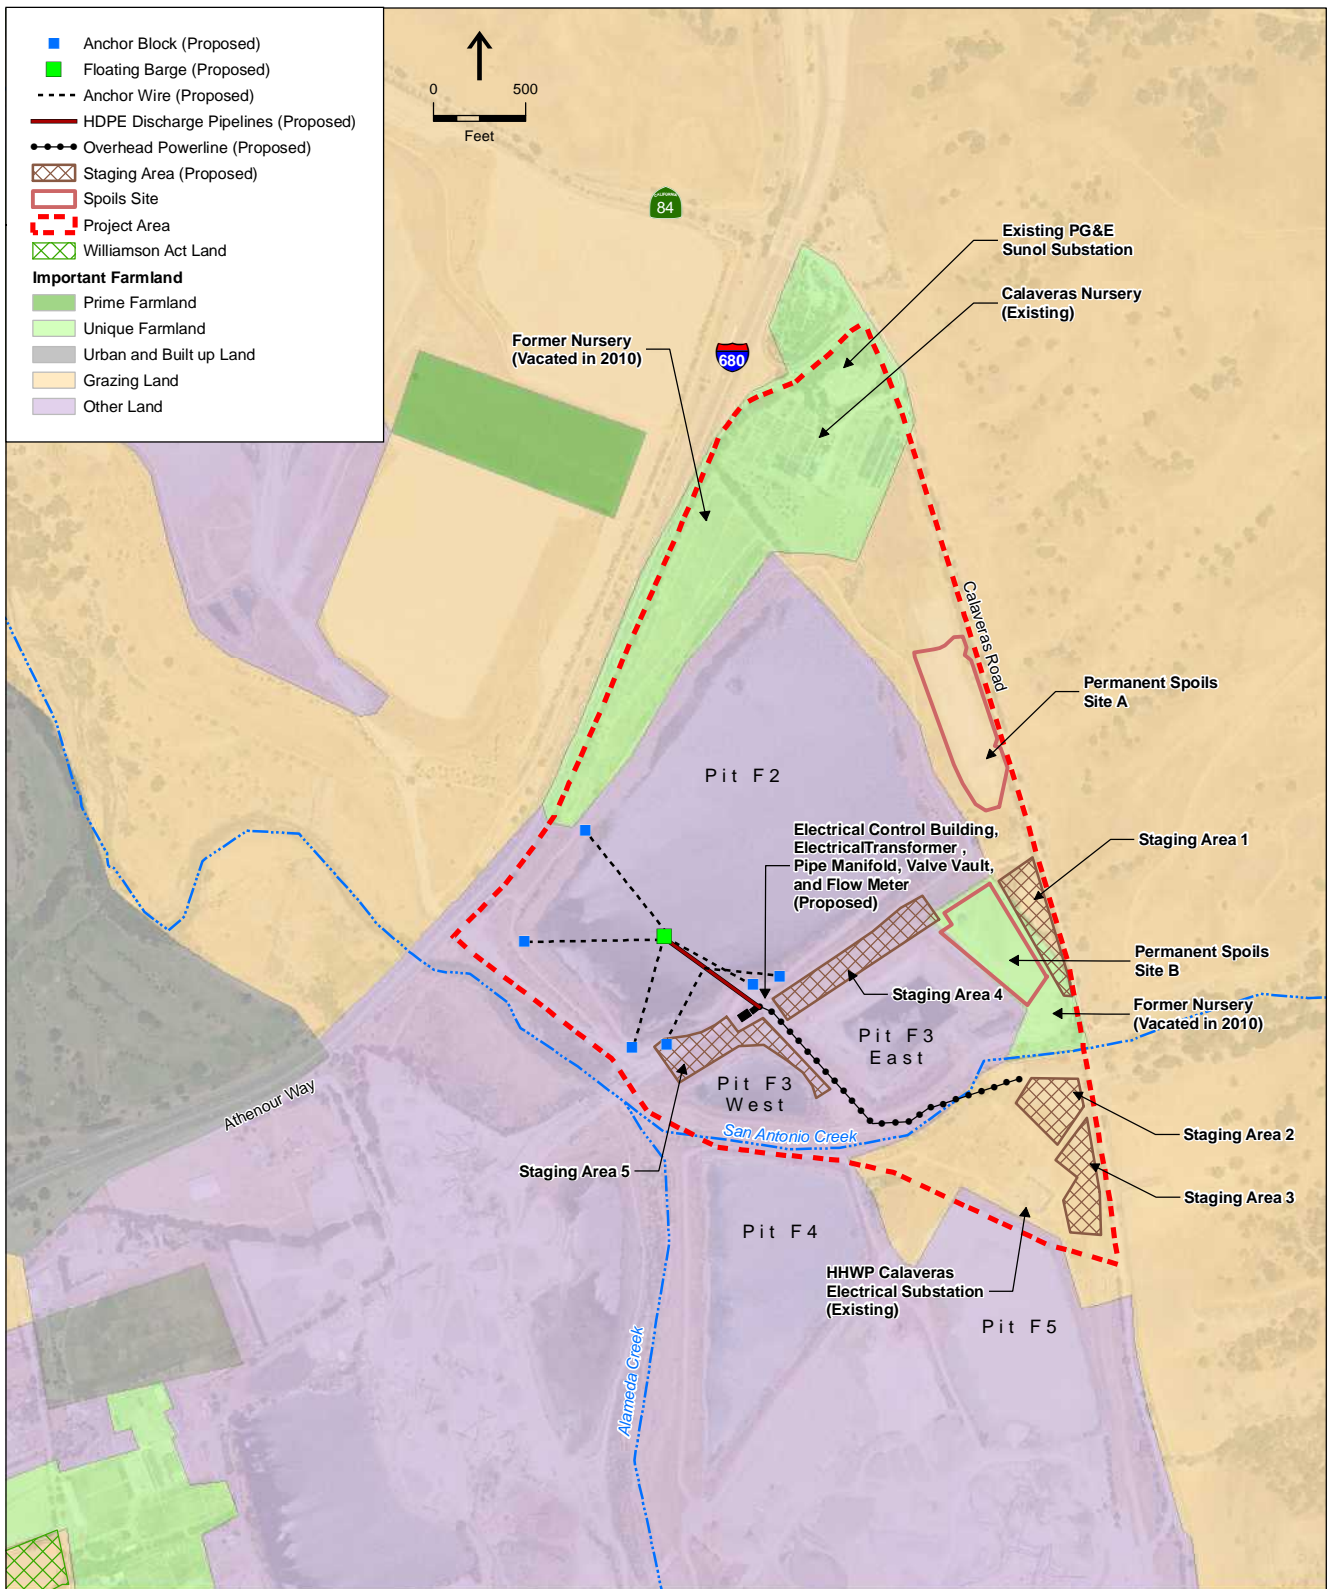 Anchor Block (Proposed)
Floating Barge (Proposed)
Anchor Wire (Proposed)
HDPE Discharge Pipelines (Proposed)
Overhead Powerline (Proposed)
Staging Area (Proposed)
Spoils Site
Project Area
Williamson Act Land
Important Farmland
Prime Farmland
Unique Farmland
Urban and Built up Land
Grazing Land
Other Land
0 500
Feet
CALIFORNIA
84
Existing PG&E
Sunol Substation
Calaveras Nursery
(Existing)
Former Nursery
(Vacated in 2010)
680
Calaveras Road
Permanent Spoils
Site A
Pit F2
Electrical Control Building,
ElectricalTransformer ,
Pipe Manifold, Valve Vault,
and Flow Meter
(Proposed)
Staging Area 1
Permanent Spoils
Site B
Staging Area 4
Former Nursery
(Vacated in 2010)
Pit F3
East
Pit F3
West
Athenour Way
San Antonio Creek
Staging Area 2
Staging Area 5
Staging Area 3
Pit F4
HHWP Calaveras
Electrical Substation
(Existing)
Pit F5
Alameda Creek